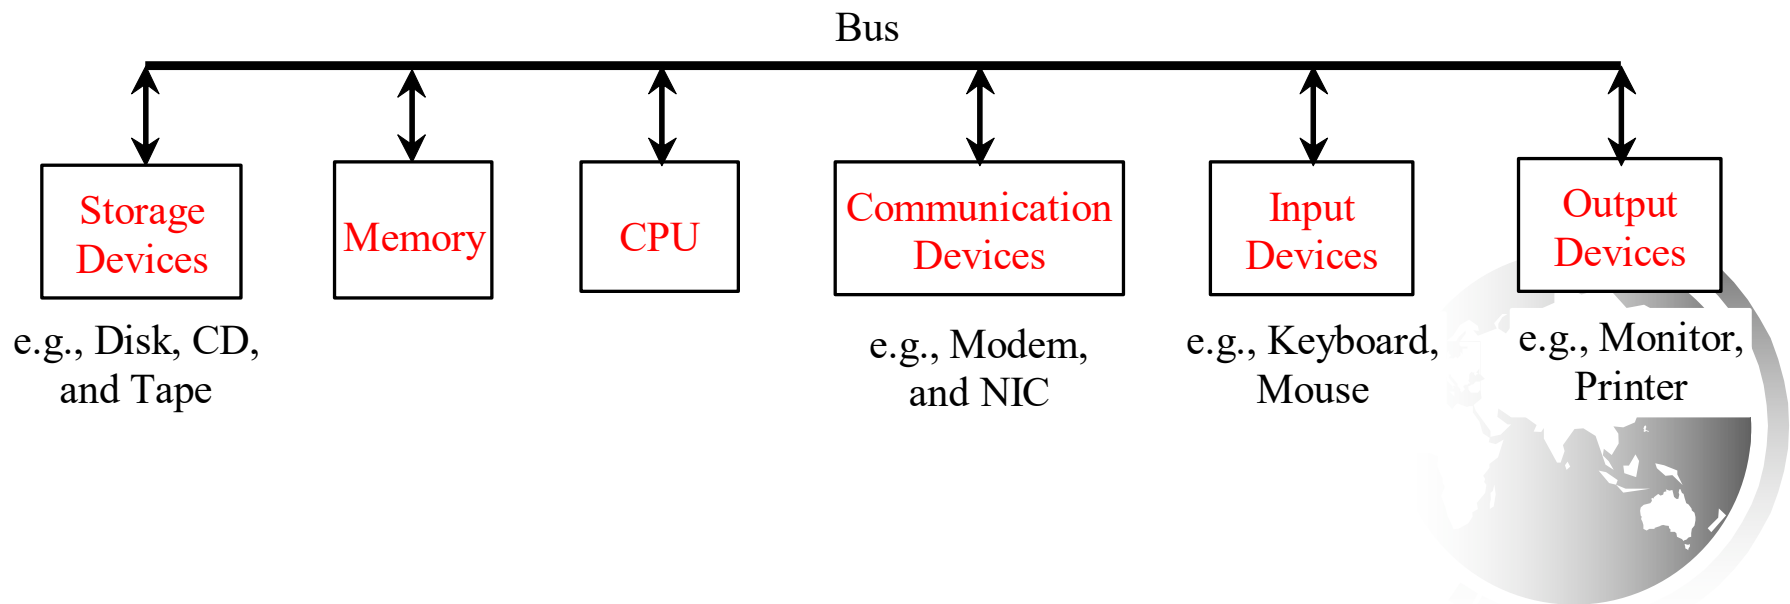 Bus
Storage
Devices
Memory
CPU
Communication
Devices
Input
Devices
Output
Devices
e.g., Disk, CD,
and Tape
e.g., Modem,
and NIC
e.g., Keyboard,
Mouse
e.g., Monitor,
Printer